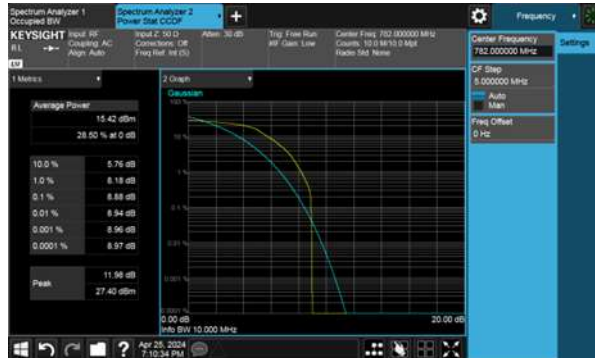 Spectrum Analyzer 1
Occupied BW
Spectrum Analyzer 2
Power Stat CCDF
+
Frequency
KEYSIGHT
Input: RF
Coupling: AC
Align: Auto
Input Z: 50 Ω
Corrections: Off
Freq Ref: Int (S)
Atten: 30 dB
Trig: Free Run
#IF Gain: Low
Center Freq: 782.000000 MHz
Counts: 10.0 M/10.0 Mpt
Radio Std: None
Center Frequency
782.000000 MHz
Settings
CF Step
5.000000 MHz
Auto
Man
Freq Offset
0 Hz
1 Metrics
Average Power
15.42 dBm
28.50 % at 0 dB
10.0 % 5.76 dB
1.0 % 8.18 dB
0.1 % 8.88 dB
0.01 % 8.94 dB
0.001 % 8.96 dB
0.0001 % 8.97 dB
Peak
11.98 dB
27.40 dBm
2 Graph
Gaussian
100 %
10 %
1 %
0.1 %
0.01 %
0.001 %
0.0001 %
0.00 dB
20.00 dB
Info BW 10.000 MHz
?
Apr 25, 2024
7:10:34 PM